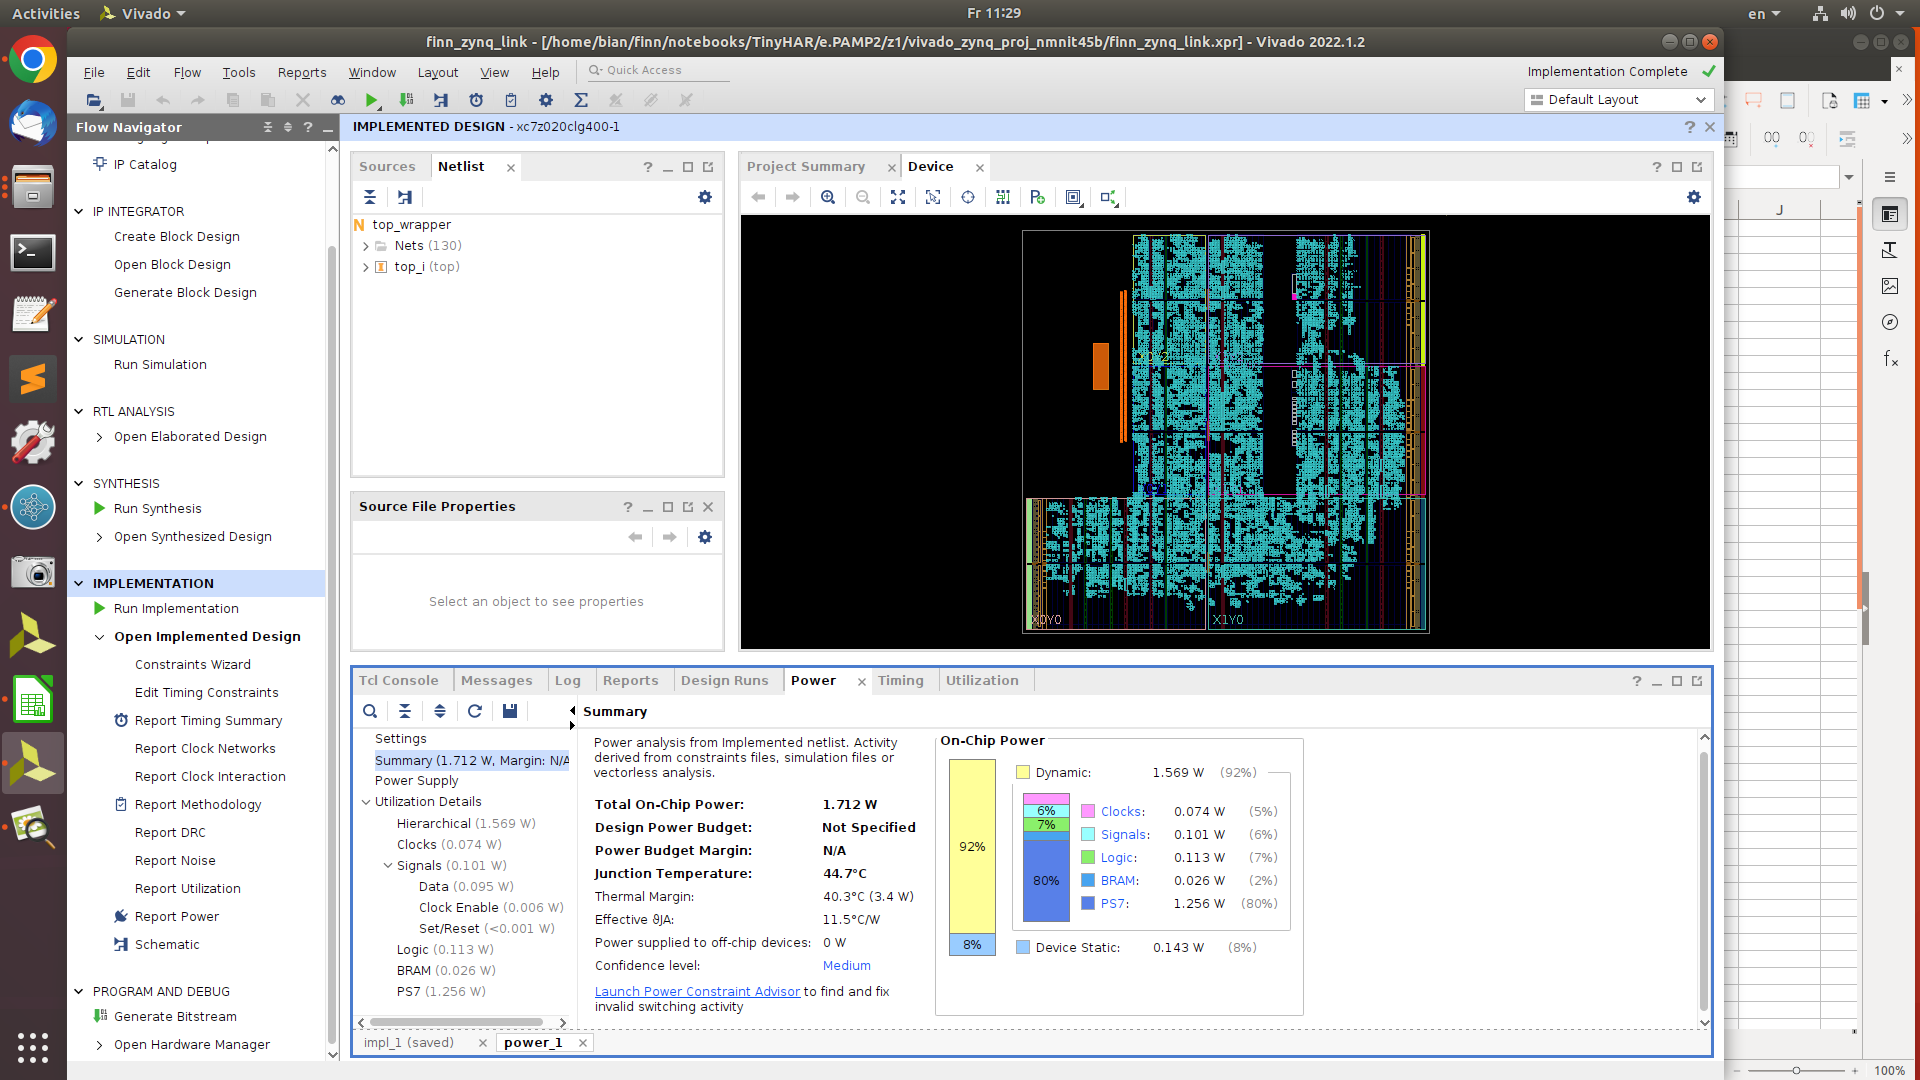 Activities
Vivado
Fr 11:29
en
finn_zynq_link - [/home/bian/finn/notebooks/TinyHAR/e.PAMP2/z1/vivado_zynq_proj_nmnit45b/finn_zynq_link.xpr] - Vivado 2022.1.2
File Edit Flow Tools Reports Window Layout View Help
Quick Access
Implementation Complete
Default Layout
Flow Navigator
IMPLEMENTED DESIGN - xc7z020clg400-1
IP Catalog
IP INTEGRATOR
Create Block Design
Open Block Design
Generate Block Design
SIMULATION
Run Simulation
RTL ANALYSIS
Open Elaborated Design
SYNTHESIS
Run Synthesis
Open Synthesized Design
IMPLEMENTATION
Run Implementation
Open Implemented Design
Constraints Wizard
Edit Timing Constraints
Report Timing Summary
Report Clock Networks
Report Clock Interaction
Report Methodology
Report DRC
Report Noise
Report Utilization
Report Power
Schematic
PROGRAM AND DEBUG
Generate Bitstream
Open Hardware Manager
Sources
Netlist
top_wrapper
Nets (130)
top_i (top)
Source File Properties
Select an object to see properties
Project Summary
Device
X0Y0
X1Y0
Tcl Console
Messages
Log
Reports
Design Runs
Power
Timing
Utilization
Settings
Summary (1.712 W, Margin: N/A
Power Supply
Utilization Details
Hierarchical (1.569 W)
Clocks (0.074 W)
Signals (0.101 W)
Data (0.095 W)
Clock Enable (0.006 W)
Set/Reset (<0.001 W)
Logic (0.113 W)
BRAM (0.026 W)
PS7 (1.256 W)
Summary
Power analysis from Implemented netlist. Activity
derived from constraints files, simulation files or
vectorless analysis.
Total On-Chip Power: 1.712 W
Design Power Budget: Not Specified
Power Budget Margin: N/A
Junction Temperature: 44.7°C
Thermal Margin: 40.3°C (3.4 W)
Effective ϑJA: 11.5°C/W
Power supplied to off-chip devices: 0 W
Confidence level: Medium
Launch Power Constraint Advisor to find and fix
invalid switching activity
On-Chip Power
92%
8%
6%
7%
80%
Dynamic: 1.569 W (92%)
Clocks: 0.074 W (5%)
Signals: 0.101 W (6%)
Logic: 0.113 W (7%)
BRAM: 0.026 W (2%)
PS7: 1.256 W (80%)
Device Static: 0.143 W (8%)
impl_1 (saved)
power_1
J
100%